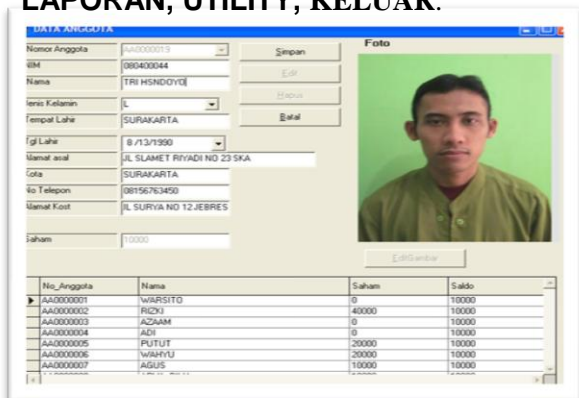 LAPORAN, UTILITY, KELUAR.
DATA ANGGOTA
Nomor Anggota AA0000019 Simpan Foto
NIM 080400044 Edit
Nama TRI HSNDOYO
Hapus
Jenis Kelamin L
Tempat Lahir SURAKARTA Batal
Tgl Lahir 8 /13/1990
Alamat asal JL SLAMET RIYADI NO 23 SKA
Kota SURAKARTA
No Telepon 08156763450
Alamat Kost JL SURYA NO 12 JEBRES
Saham 10000
EditGambar
No_Anggota Nama Saham Saldo
AA0000001 WARSITO 0 10000
AA0000002 RIZKI 40000 10000
AA0000003 AZAAM 0 10000
AA0000004 ADI 0 10000
AA0000005 PUTUT 20000 10000
AA0000006 WAHYU 20000 10000
AA0000007 AGUS 10000 10000